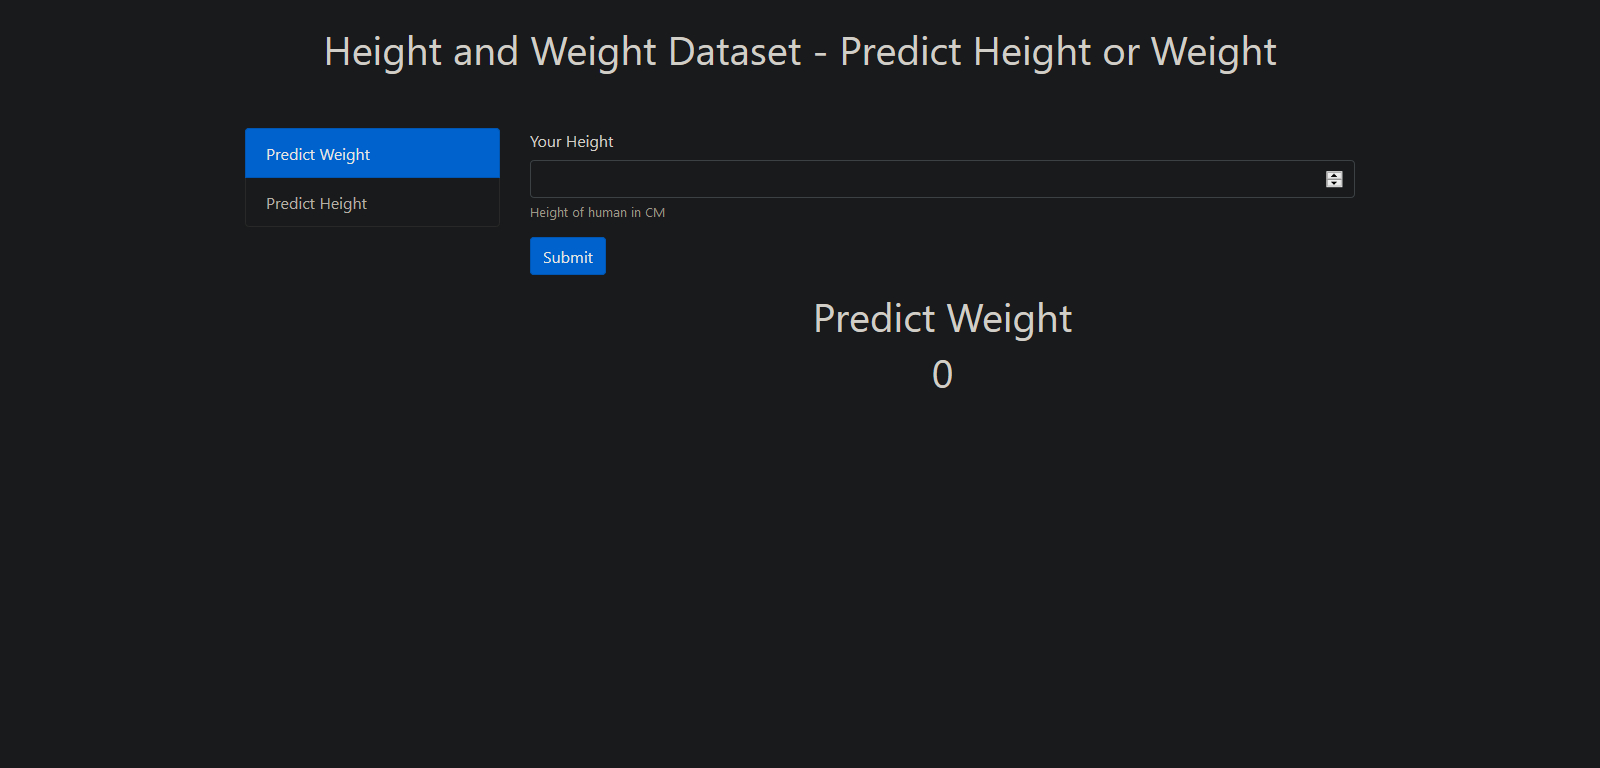 Height and Weight Dataset - Predict Height or Weight
Predict Weight
Predict Height
Your Height
Height of human in CM
Submit
Predict Weight
0